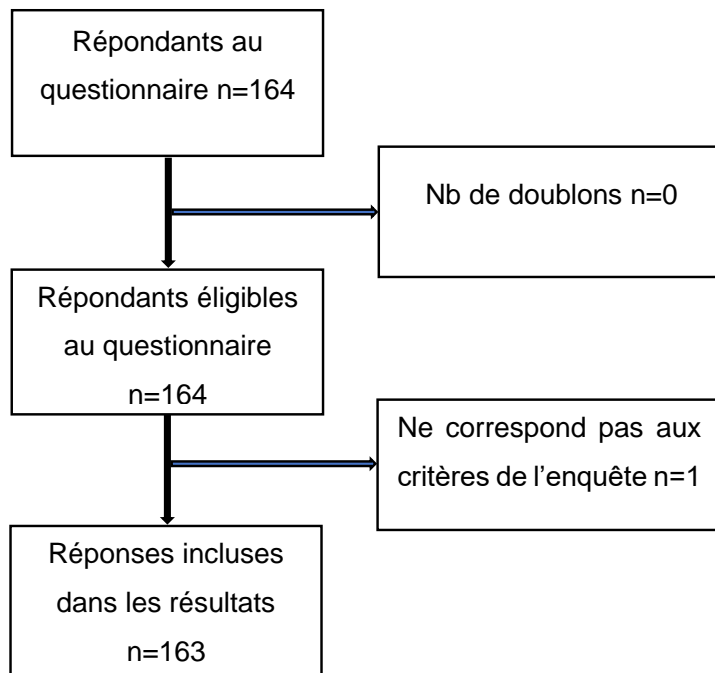 Répondants au
questionnaire n=164
Nb de doublons n=0
Répondants éligibles
au questionnaire
n=164
Ne correspond pas aux
critères de l’enquête n=1
Réponses incluses
dans les résultats
n=163